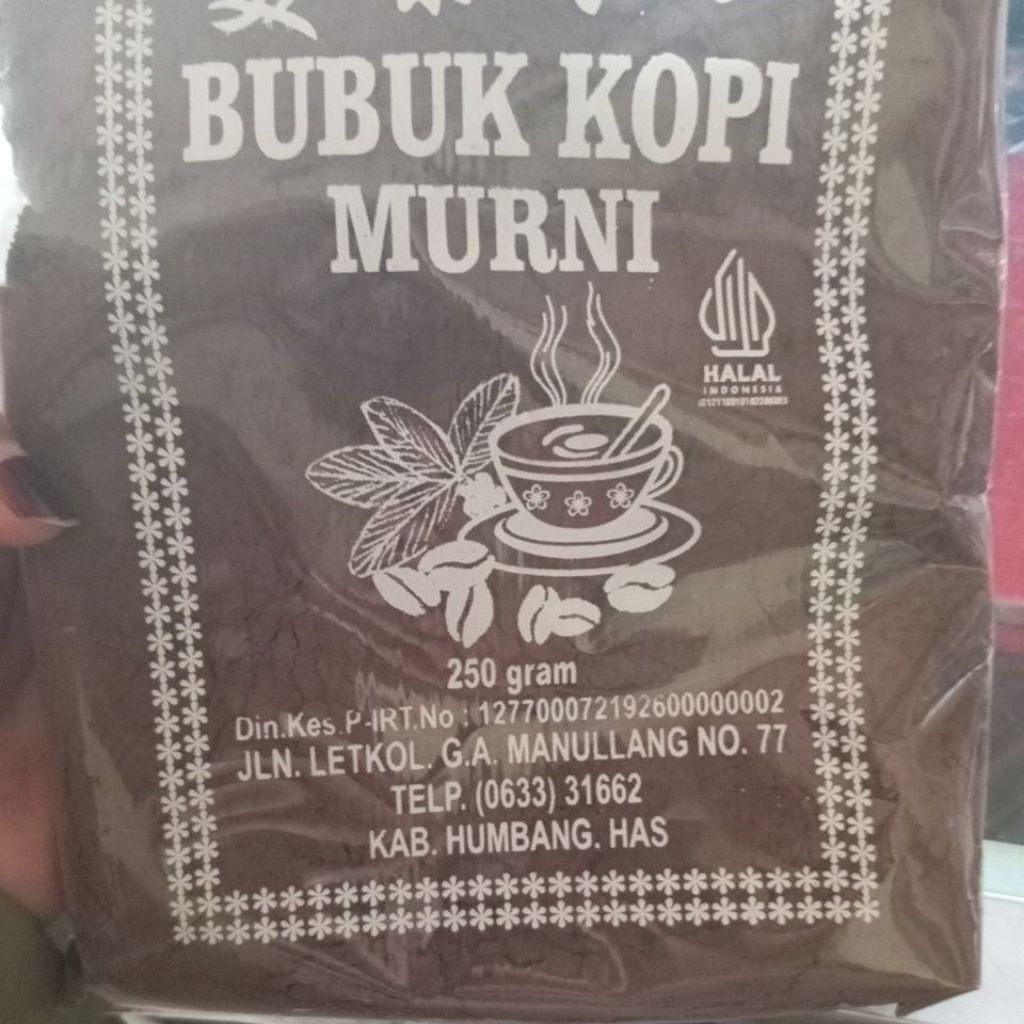 BUBUK KOPI
MURNI
HALAL
INDONESIA
250 gram
Din.Kes.P-IRT.No : 127700072192600000002
JLN. LETKOL. G.A. MANULLANG NO. 77
TELP. (0633) 31662
KAB. HUMBANG. HAS